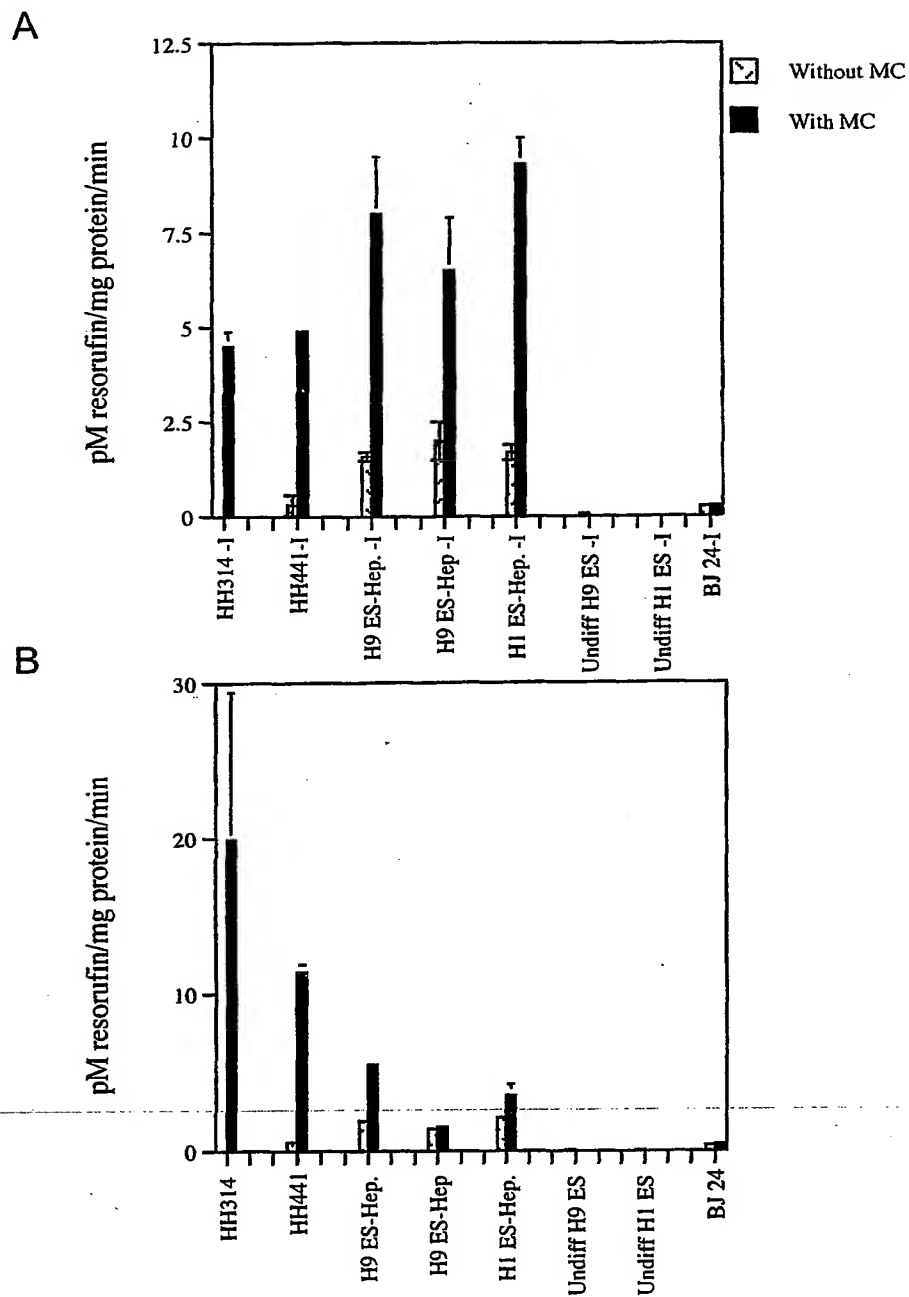 A
12.5
10
7.5
5
2.5
0
pM resorufin/mg protein/min
Without MC
With MC
HH314 -I
HH441-I
H9 ES-Hep. -I
H9 ES-Hep -I
H1 ES-Hep. -I
Undiff H9 ES -I
Undiff H1 ES -I
BJ 24-I
B
30
20
10
0
pM resorufin/mg protein/min
HH314
HH441
H9 ES-Hep.
H9 ES-Hep
H1 ES-Hep.
Undiff H9 ES
Undiff H1 ES
BJ 24